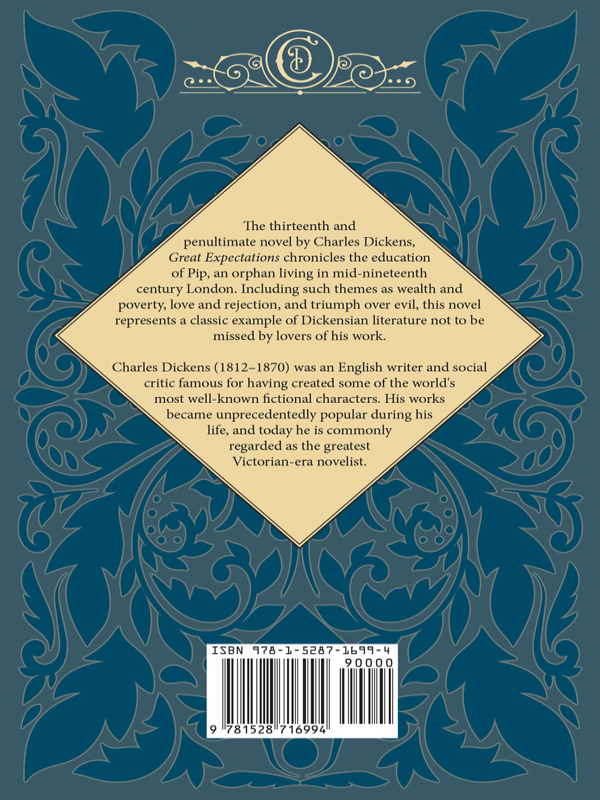 CD
The thirteenth and
penultimate novel by Charles Dickens,
Great Expectations chronicles the education
of Pip, an orphan living in mid-nineteenth
century London. Including such themes as wealth and
poverty, love and rejection, and triumph over evil, this novel
represents a classic example of Dickensian literature not to be
missed by lovers of his work.
Charles Dickens (1812–1870) was an English writer and social
critic famous for having created some of the world's
most well-known fictional characters. His works
became unprecedentedly popular during his
life, and today he is commonly
regarded as the greatest
Victorian-era novelist.
ISBN 978-1-5287-1699-4
90000
9 781528 716994